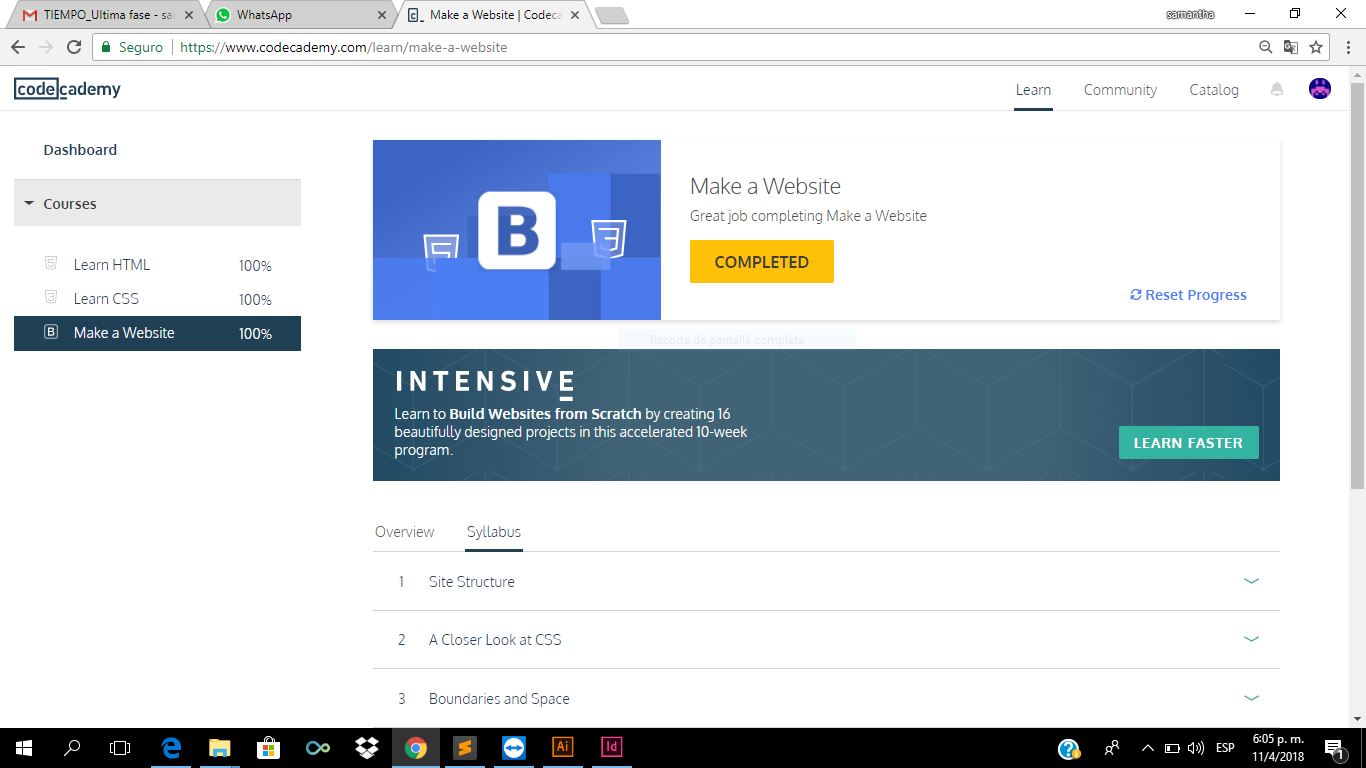 TIEMPO_Ultima fase - sa
WhatsApp
Make a Website | Codeca
samantha
Seguro
https://www.codecademy.com/learn/make-a-website
codecademy
Learn
Community
Catalog
Dashboard
Courses
Learn HTML 100%
Learn CSS 100%
B Make a Website 100%
B
Make a Website
Great job completing Make a Website
COMPLETED
Reset Progress
Recorte de pantalla completa
INTENSIVE
Learn to Build Websites from Scratch by creating 16
beautifully designed projects in this accelerated 10-week
program.
LEARN FASTER
Overview
Syllabus
1 Site Structure
2 A Closer Look at CSS
3 Boundaries and Space
Ai
Id
ESP
6:05 p. m.
11/4/2018
1